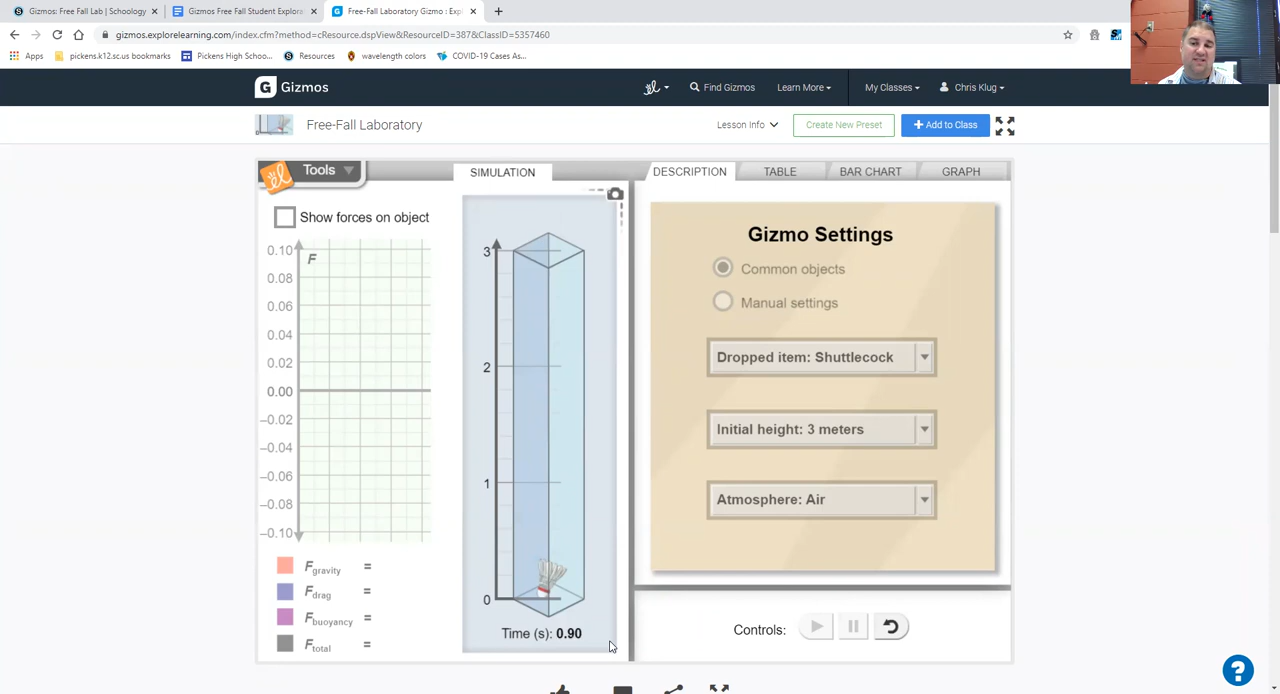 Gizmos: Free Fall Lab | Schoology
Gizmos Free Fall Student Explora
Free-Fall Laboratory Gizmo : Exp
gizmos.explorelearning.com/index.cfm?method=cResource.dspView&ResourceID=387&ClassID=5357460
Apps
pickens.k12.sc.us bookmarks
Pickens High Schoo...
Resources
wavelength colors
COVID-19 Cases As...
G Gizmos
Find Gizmos
Learn More
My Classes
Chris Klug
Free-Fall Laboratory
Lesson Info
Create New Preset
+ Add to Class
Tools
SIMULATION
DESCRIPTION
TABLE
BAR CHART
GRAPH
Show forces on object
0.10
0.08
0.06
0.04
0.02
0.00
–0.02
–0.04
–0.06
–0.08
–0.10
F
Fgravity =
Fdrag =
Fbuoyancy =
Ftotal =
3
2
1
0
Time (s): 0.90
Gizmo Settings
Common objects
Manual settings
Dropped item: Shuttlecock
Initial height: 3 meters
Atmosphere: Air
Controls:
?